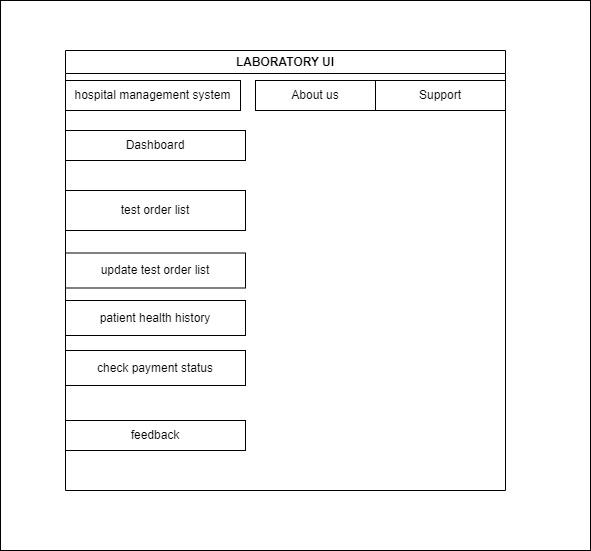 LABORATORY UI
hospital management system
About us
Support
Dashboard
test order list
update test order list
patient health history
check payment status
feedback